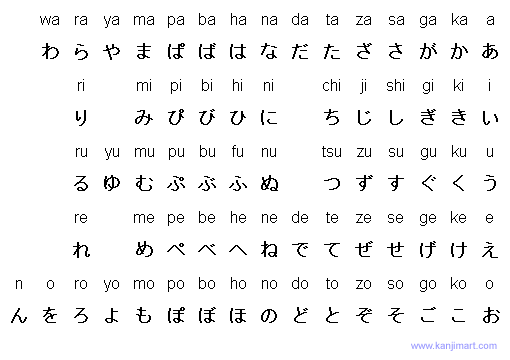 wa ra ya ma pa ba ha na da ta za sa ga ka a
わ ら や ま ぱ ば は な だ た ざ さ が か あ
ri mi pi bi hi ni chi ji shi gi ki i
り み ぴ び ひ に ち じ し ぎ き い
ru yu mu pu bu fu nu tsu zu su gu ku u
る ゆ む ぷ ぶ ふ ぬ つ ず す ぐ く う
re me pe be he ne de te ze se ge ke e
れ め ぺ べ へ ね で て ぜ せ げ け え
n o ro yo mo po bo ho no do to zo so go ko o
ん を ろ よ も ぽ ぼ ほ の ど と ぞ そ ご こ お
www.kanjimart.com